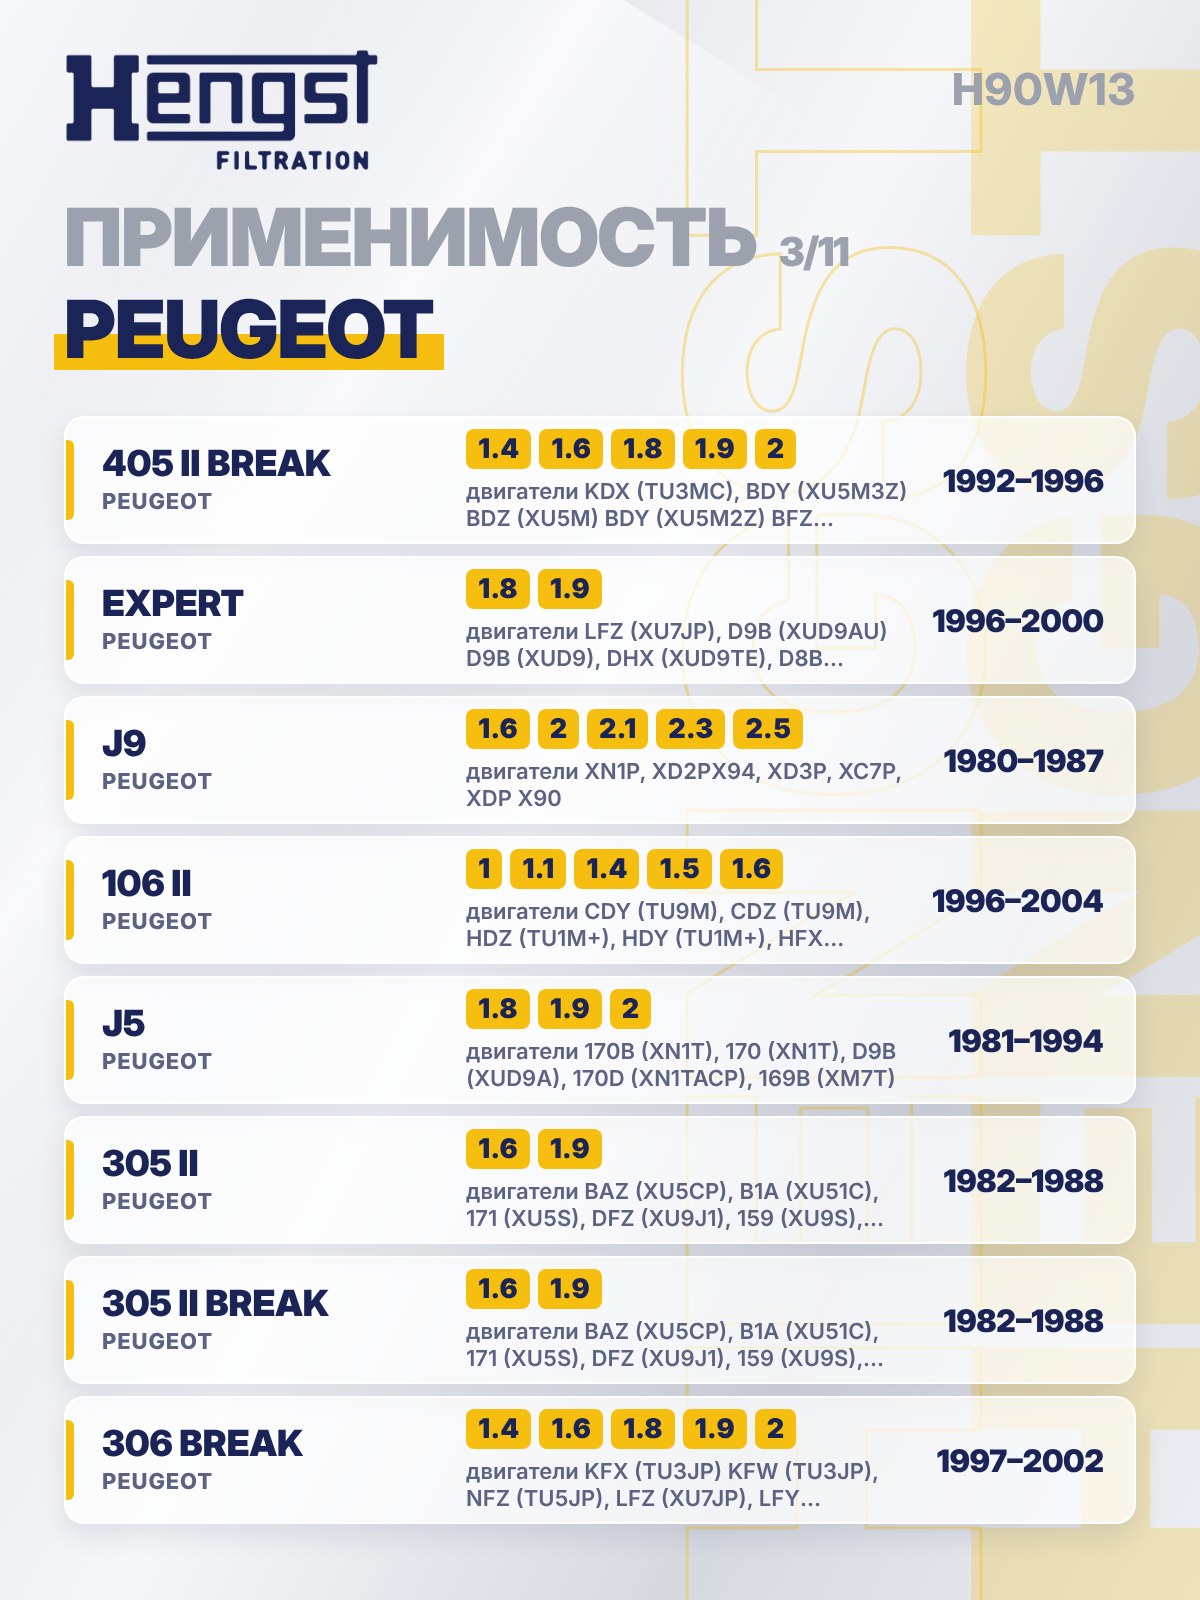 Hengst
FILTRATION
H90W13
ПРИМЕНИМОСТЬ 3/11
PEUGEOT
405 II BREAK
PEUGEOT
1.4 1.6 1.8 1.9 2
двигатели KDX (TU3MC), BDY (XU5M3Z)
BDZ (XU5M) BDY (XU5M2Z) BFZ...
1992–1996
EXPERT
PEUGEOT
1.8 1.9
двигатели LFZ (XU7JP), D9B (XUD9AU)
D9B (XUD9), DHX (XUD9TE), D8B...
1996–2000
J9
PEUGEOT
1.6 2 2.1 2.3 2.5
двигатели XN1P, XD2PX94, XD3P, XC7P,
XDP X90
1980–1987
106 II
PEUGEOT
1 1.1 1.4 1.5 1.6
двигатели CDY (TU9M), CDZ (TU9M),
HDZ (TU1M+), HDY (TU1M+), HFX...
1996–2004
J5
PEUGEOT
1.8 1.9 2
двигатели 170B (XN1T), 170 (XN1T), D9B
(XUD9A), 170D (XN1TACP), 169B (XM7T)
1981–1994
305 II
PEUGEOT
1.6 1.9
двигатели BAZ (XU5CP), B1A (XU51C),
171 (XU5S), DFZ (XU9J1), 159 (XU9S),...
1982–1988
305 II BREAK
PEUGEOT
1.6 1.9
двигатели BAZ (XU5CP), B1A (XU51C),
171 (XU5S), DFZ (XU9J1), 159 (XU9S),...
1982–1988
306 BREAK
PEUGEOT
1.4 1.6 1.8 1.9 2
двигатели KFX (TU3JP) KFW (TU3JP),
NFZ (TU5JP), LFZ (XU7JP), LFY...
1997–2002
HENGST
HENGST